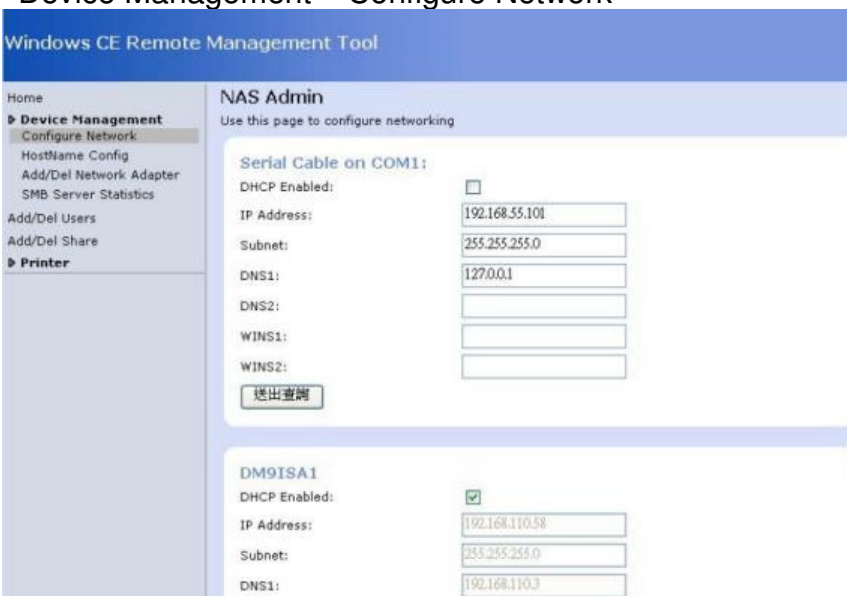 Device Management – Configure Network
Windows CE Remote Management Tool
Home
Device Management
Configure Network
HostName Config
Add/Del Network Adapter
SMB Server Statistics
Add/Del Users
Add/Del Share
Printer
NAS Admin
Use this page to configure networking
Serial Cable on COM1:
DHCP Enabled:
IP Address: 192.168.55.101
Subnet: 255.255.255.0
DNS1: 127.0.0.1
DNS2:
WINS1:
WINS2:
送出查詢
DM9ISA1
DHCP Enabled:
IP Address: 192.168.110.58
Subnet: 255.255.255.0
DNS1: 192.168.110.3